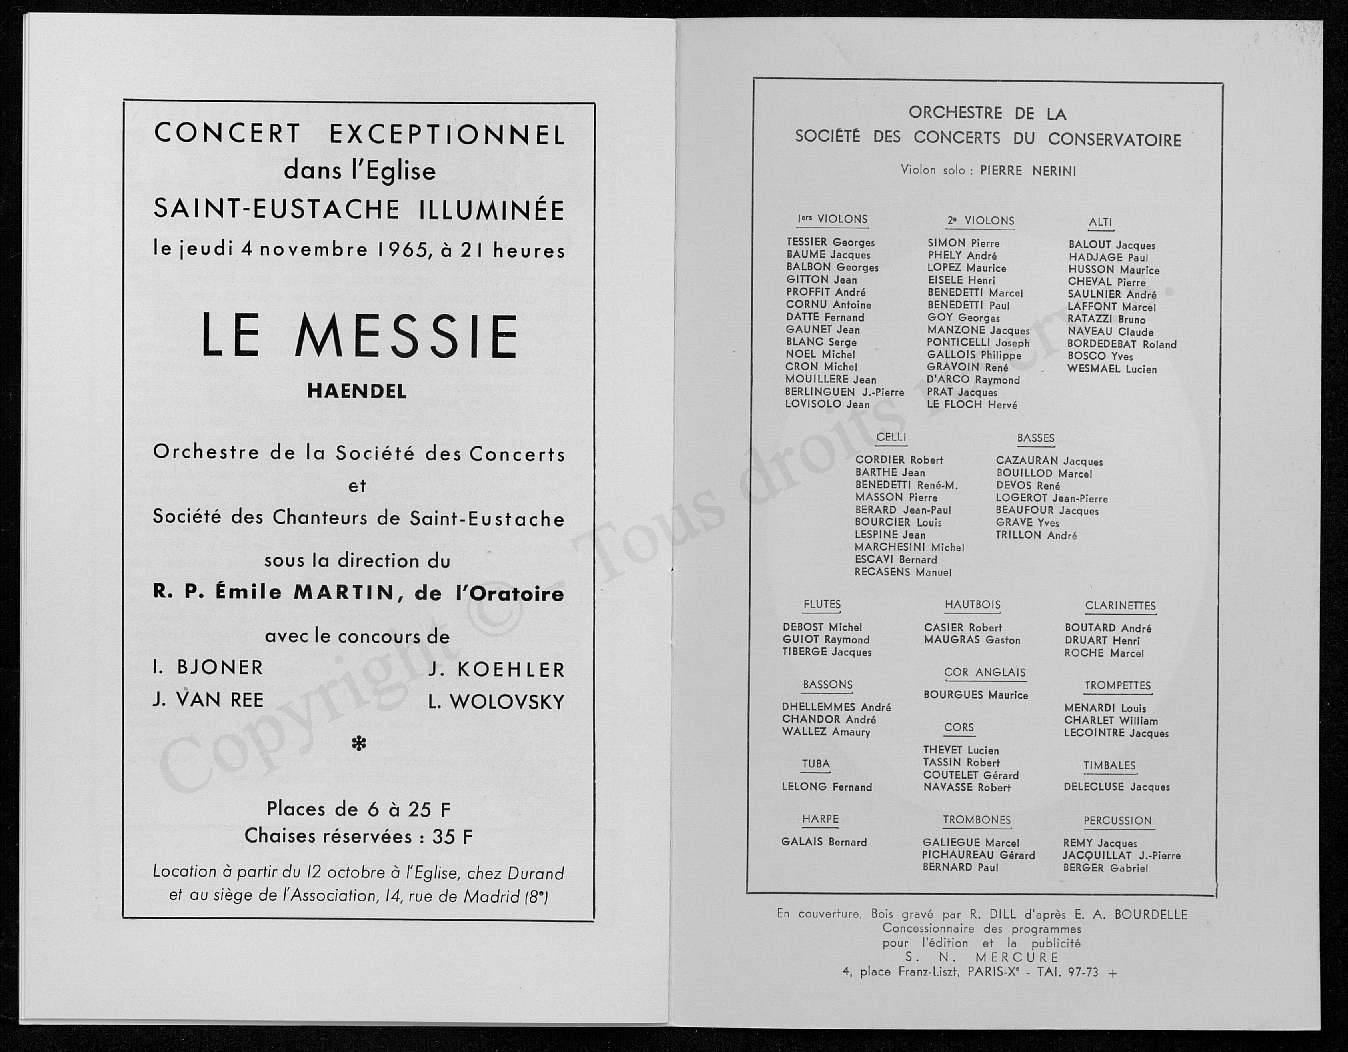 CONCERT EXCEPTIONNEL
dans l'Eglise
SAINT-EUSTACHE ILLUMINÉE
le jeudi 4 novembre 1965, à 21 heures
LE MESSIE
HAENDEL
Orchestre de la Société des Concerts
et
Société des Chanteurs de Saint-Eustache
sous la direction du
R. P. Émile MARTIN, de l'Oratoire
avec le concours de
I. BJONER J. KOEHLER
J. VAN REE L. WOLOVSKY
*
Places de 6 à 25 F
Chaises réservées : 35 F
Location à partir du 12 octobre à l'Eglise, chez Durand
et au siège de l'Association, 14, rue de Madrid (8e)
ORCHESTRE DE LA
SOCIÉTÉ DES CONCERTS DU CONSERVATOIRE
Violon solo : PIERRE NERINI
1ers VIOLONS
TESSIER Georges
BAUME Jacques
BALBON Georges
GITTON Jean
PROFFIT André
CORNU Antoine
DATTE Fernand
GAUNET Jean
BLANC Serge
NOEL Michel
CRON Michel
MOUILLERE Jean
BERLINGUEN J.-Pierre
LOVISOLO Jean
2e VIOLONS
SIMON Pierre
PHELY André
LOPEZ Maurice
EISELE Henri
BENEDETTI Marcel
BENEDETTI Paul
GOY Georges
MANZONE Jacques
PONTICELLI Joseph
GALLOIS Philippe
GRAVOIN René
D'ARCO Raymond
PRAT Jacques
LE FLOCH Hervé
ALTI
BALOUT Jacques
HADJAGE Paul
HUSSON Maurice
CHEVAL Pierre
SAULNIER André
LAFFONT Marcel
RATAZZI Bruno
NAVEAU Claude
BORDEDEBAT Roland
BOSCO Yves
WESMAEL Lucien
CELLI
CORDIER Robert
BARTHE Jean
BENEDETTI René-M.
MASSON Pierre
BERARD Jean-Paul
BOURCIER Louis
LESPINE Jean
MARCHESINI Michel
ESCAVI Bernard
RECASENS Manuel
BASSES
CAZAURAN Jacques
BOUILLOD Marcel
DEVOS René
LOGEROT Jean-Pierre
BEAUFOUR Jacques
GRAVE Yves
TRILLON André
FLUTES
DEBOST Michel
GUIOT Raymond
TIBERGE Jacques
BASSONS
DHELLEMMES André
CHANDOR André
WALLEZ Amaury
TUBA
LELONG Fernand
HARPE
GALAIS Bernard
HAUTBOIS
CASIER Robert
MAUGRAS Gaston
COR ANGLAIS
BOURGUES Maurice
CORS
THEVET Lucien
TASSIN Robert
COUTELET Gérard
NAVASSE Robert
TROMBONES
GALIEGUE Marcel
PICHAUREAU Gérard
BERNARD Paul
CLARINETTES
BOUTARD André
DRUART Henri
ROCHE Marcel
TROMPETTES
MENARDI Louis
CHARLET William
LECOINTRE Jacques
TIMBALES
DELECLUSE Jacques
PERCUSSION
REMY Jacques
JACQUILLAT J.-Pierre
BERGER Gabriel
En couverture, Bois gravé par R. DILL d'après E. A. BOURDELLE
Concessionnaire des programmes
pour l'édition et la publicité
S. N. MERCURE
4, place Franz-Liszt, PARIS-Xe - TAI. 97-73 +
Copyright © - Tous droits réservés.